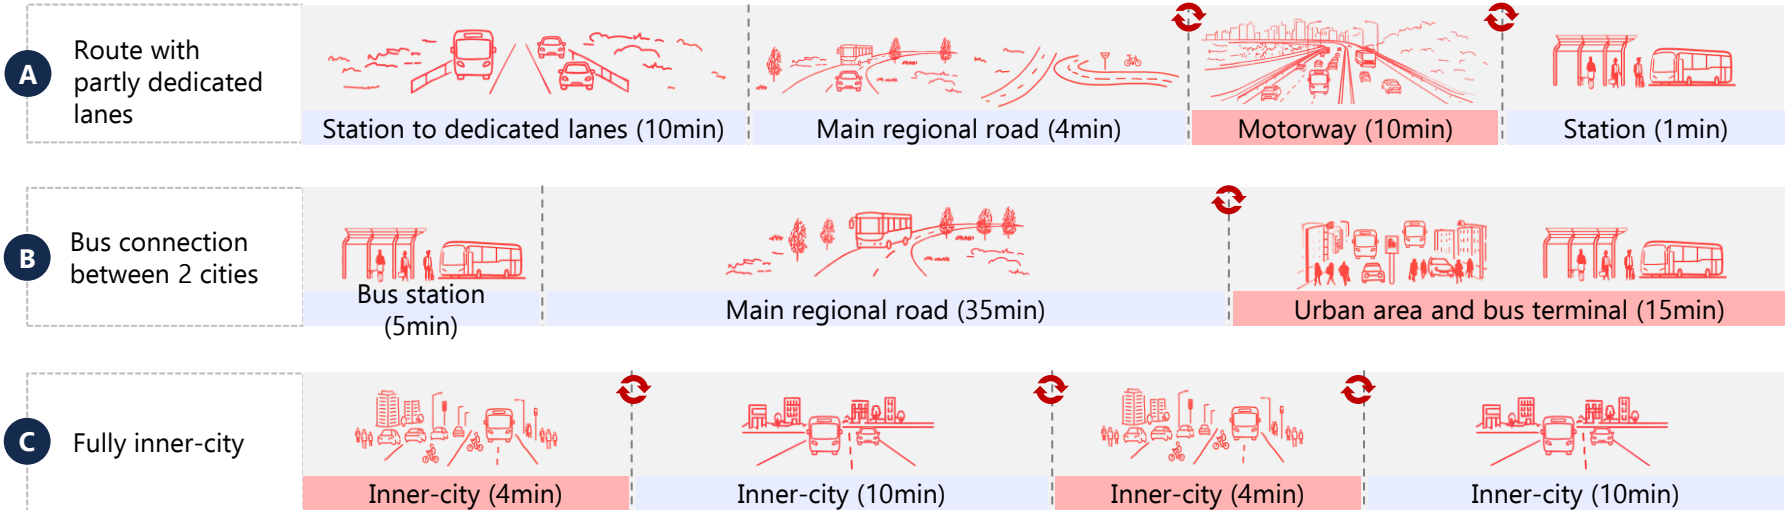 A
Route with
partly dedicated
lanes
Station to dedicated lanes (10min)
Main regional road (4min)
Motorway (10min)
Station (1min)
B
Bus connection
between 2 cities
Bus station
(5min)
Main regional road (35min)
Urban area and bus terminal (15min)
C
Fully inner-city
Inner-city (4min)
Inner-city (10min)
Inner-city (4min)
Inner-city (10min)